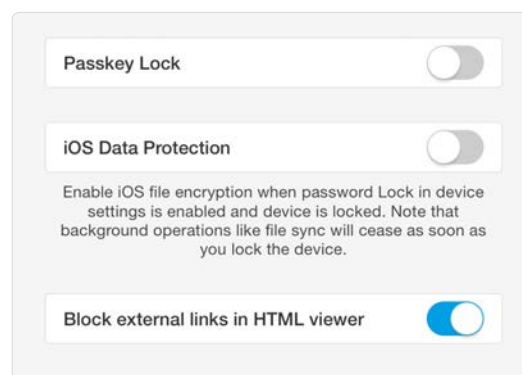 Passkey Lock
iOS Data Protection
Enable iOS file encryption when password Lock in device
settings is enabled and device is locked. Note that
background operations like file sync will cease as soon as
you lock the device.
Block external links in HTML viewer